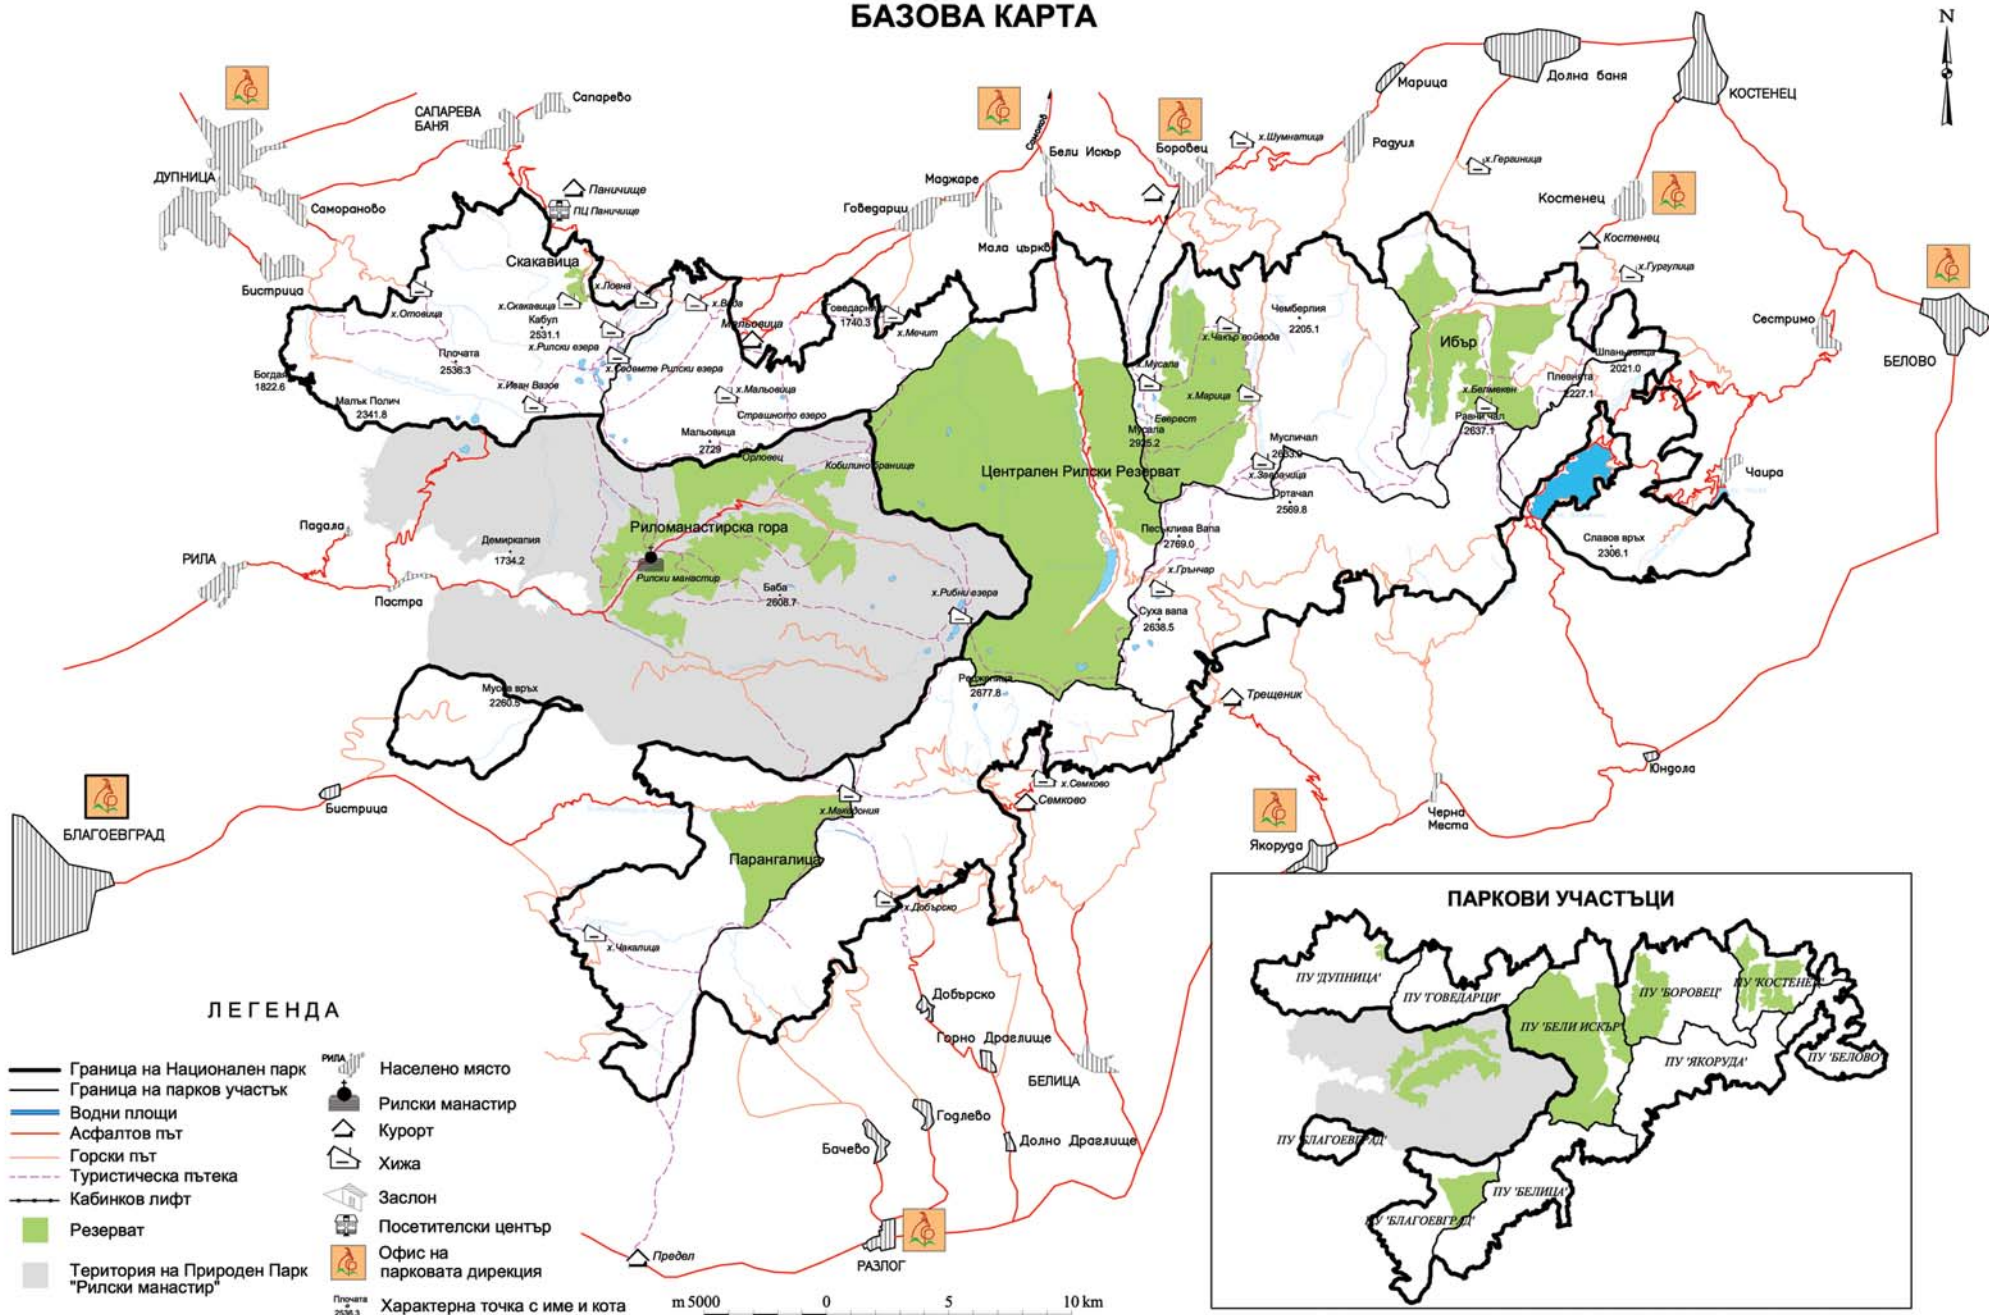 БАЗОВА КАРТА
N
Сапарево
САПАРЕВА
БАНЯ
ДУПНИЦА
Самораново
Бистрица
Паничище
ПЦ Паничище
Скакавица
х.Ловна
х.Скакавица
Кабул
2531.1
х.Рилски езера
х.Отовица
Плочата
2536.3
х.Иван Вазов
Малък Полич
2341.8
Богдая
1822.6
х.Седемте Рилски езера
х.Вада
Мальовица
х.Мальовица
Страшното езеро
Мальовица
2729
Орловец
Кобилино бранище
Говедарци
Маджаре
Мала църква
Самоков
Бели Искър
Боровец
х.Шумнатица
Марица
Радуил
Долна баня
КОСТЕНЕЦ
х.Гергиница
Костенец
Костенец
х.Гургулица
Сестримо
БЕЛОВО
1740.3
х.Мечит
Чемберлия
2205.1
х.Чакър войвода
х.Мусала
Еверест
Мусала
2925.2
х.Марица
Мусличал
х.Заврачица
Ортачал
2569.8
Ибър
х.Белмекен
Равни чал
2637.1
Шпаньовица
2021.0
Плевнята
2227.1
Чаира
Славов връх
2306.1
Централен Рилски Резерват
Песъклива Вапа
2769.0
х.Грънчар
Суха вапа
2638.5
Риломанастирска гора
Рилски манастир
Демиркапия
1734.2
Баба
2608.7
х.Рибни езера
Падала
РИЛА
Пастра
2677.8
Мусов връх
2260.5
Трещеник
Юндола
Черна
Места
Якоруда
х.Семково
Семково
х.Македония
Парангалица
БЛАГОЕВГРАД
Бистрица
х.Чакалица
х.Добърско
Добърско
Горно Драглище
БЕЛИЦА
Годлево
Бачево
Долно Драглище
Предел
РАЗЛОГ
ЛЕГЕНДА
Граница на Национален парк
Граница на парков участък
Водни площи
Асфалтов път
Горски път
Туристическа пътека
Кабинков лифт
Резерват
Територия на Природен Парк
"Рилски манастир"
РИЛА
Населено място
Рилски манастир
Курорт
Хижа
Заслон
Посетителски център
Офис на
парковата дирекция
Плочата
2536.3
Характерна точка с име и кота
m 5000 0 5 10 km
ПАРКОВИ УЧАСТЪЦИ
ПУ 'ДУПНИЦА'
ПУ 'ГОВЕДАРЦИ'
ПУ 'БЕЛИ ИСКЪР'
ПУ 'БОРОВЕЦ'
ПУ 'КОСТЕНЕЦ'
ПУ 'ЯКОРУДА'
ПУ 'БЕЛОВО'
ПУ 'БЛАГОЕВГРАД'
ПУ 'БЕЛИЦА'
ПУ 'БЛАГОЕВГРАД'